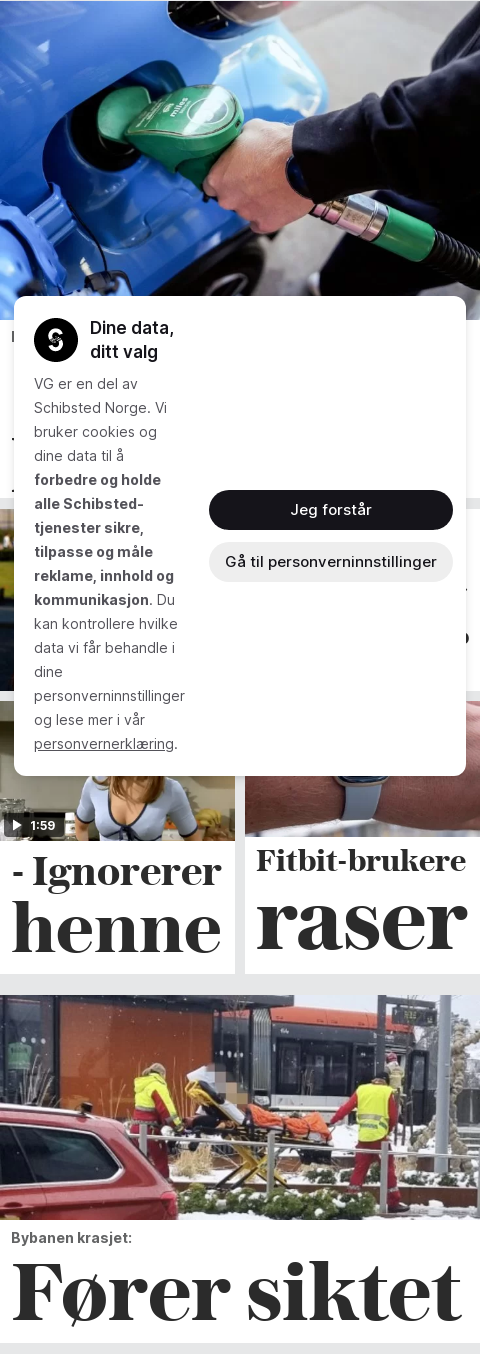 miles
Dine data,
ditt valg
VG er en del av
Schibsted Norge. Vi
bruker cookies og
dine data til å
forbedre og holde
alle Schibsted-
tjenester sikre,
tilpasse og måle
reklame, innhold og
kommunikasjon. Du
kan kontrollere hvilke
data vi får behandle i
dine
personverninnstillinger
og lese mer i vår
personvernerklæring.
Jeg forstår
Gå til personverninnstillinger
1:59
- Ignorerer
henne
Fitbit-brukere
raser
Bybanen krasjet:
Fører siktet